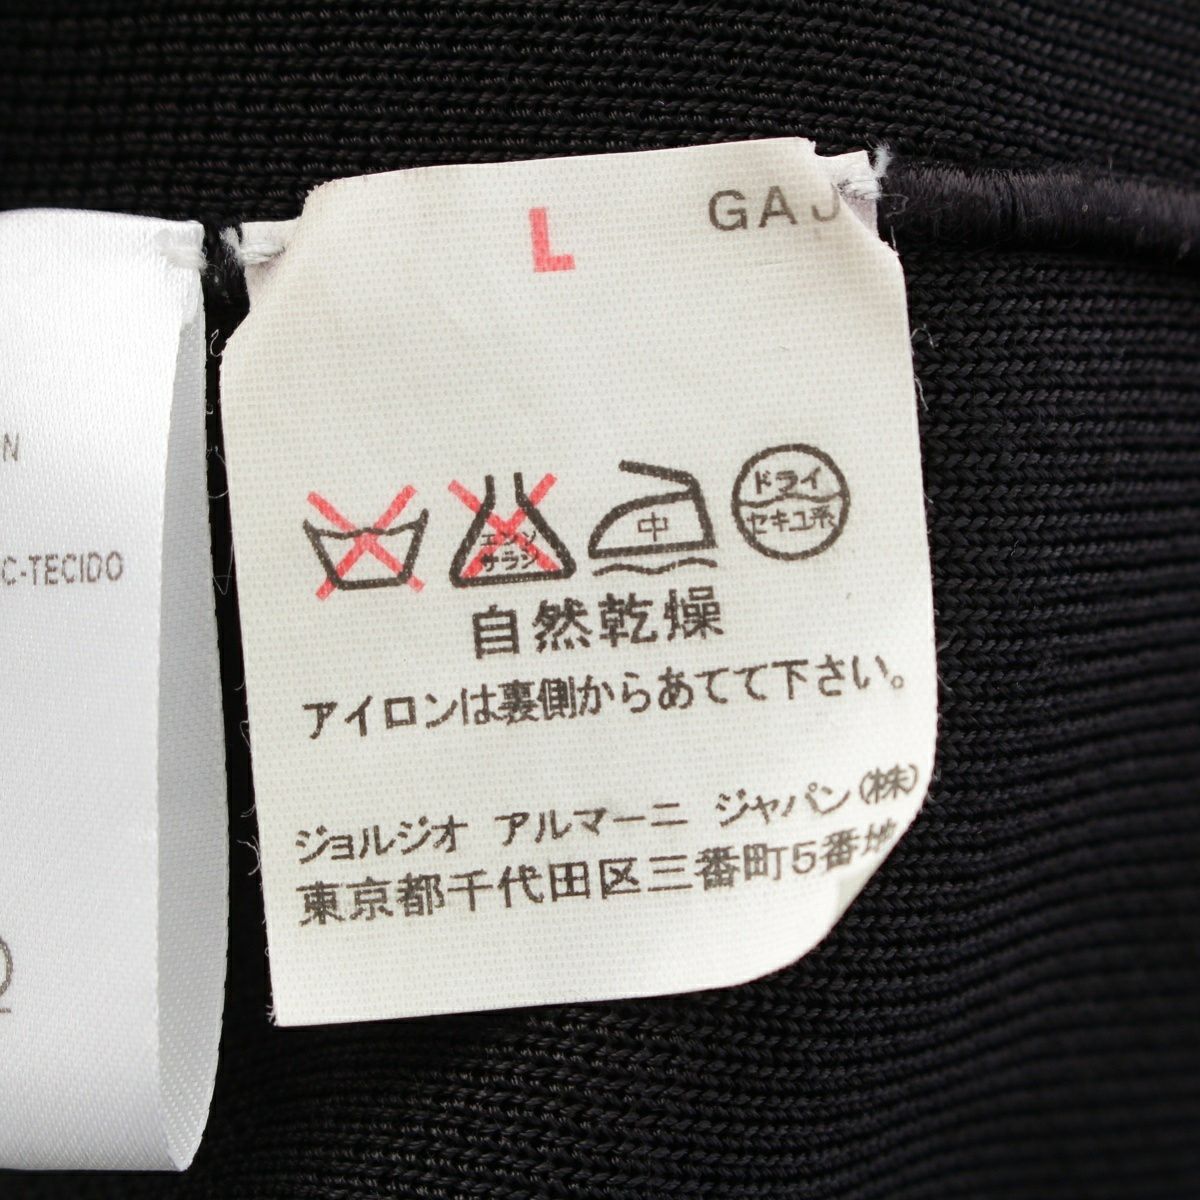 L
GAJ
N
C-TECIDO
エンソ
サラシ
中
ドライ
セキユ系
自然乾燥
アイロンは裏側からあてて下さい。
ジョルジオ アルマーニ ジャパン(株)
東京都千代田区三番町5番地